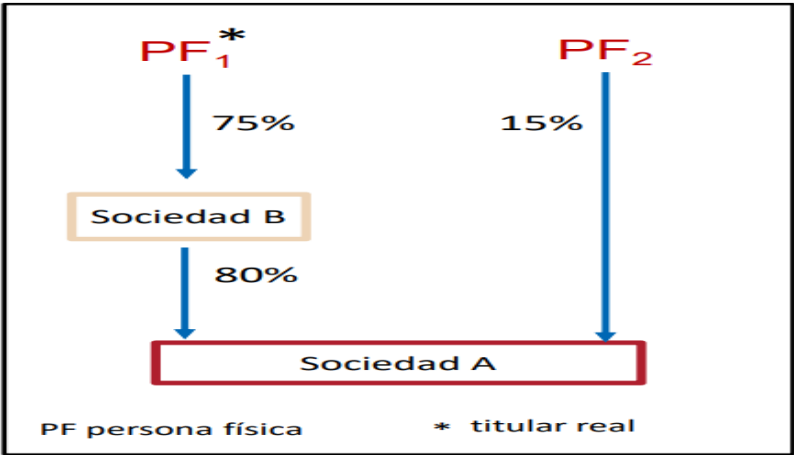 PF₁* PF₂
75% 15%
Sociedad B
80%
Sociedad A
PF persona física * titular real